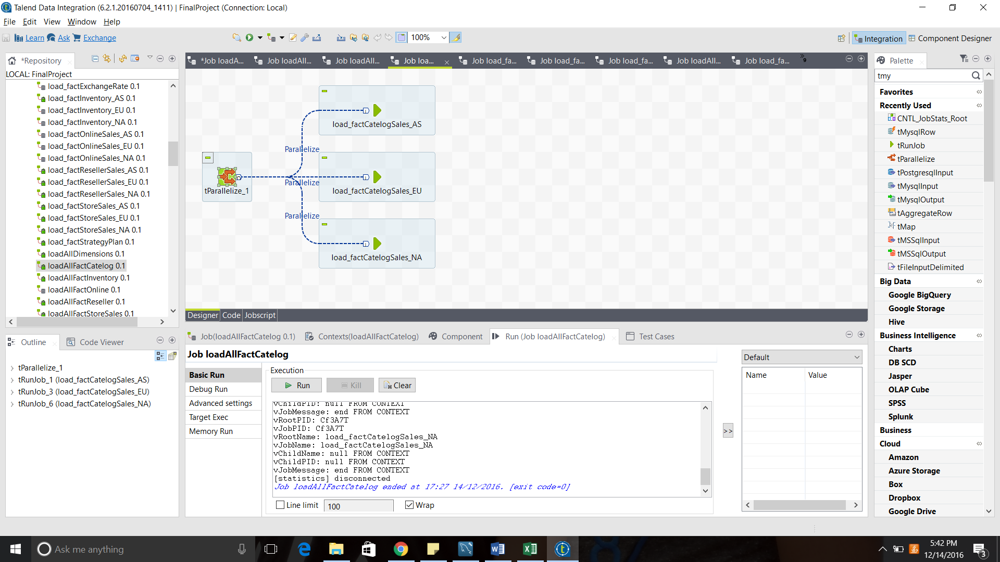 Talend Data Integration (6.2.1.20160704_1411) | FinalProject (Connection: Local)
File Edit View Window Help
Learn Ask Exchange
100%
Integration Component Designer
*Repository
LOCAL: FinalProject
load_factExchangeRate 0.1
load_factInventory_AS 0.1
load_factInventory_EU 0.1
load_factInventory_NA 0.1
load_factOnlineSales_AS 0.1
load_factOnlineSales_EU 0.1
load_factOnlineSales_NA 0.1
load_factResellerSales_AS 0.1
load_factResellerSales_EU 0.1
load_factResellerSales_NA 0.1
load_factStoreSales_AS 0.1
load_factStoreSales_EU 0.1
load_factStoreSales_NA 0.1
load_factStrategyPlan 0.1
loadAllDimensions 0.1
loadAllFactCatelog 0.1
loadAllFactInventory 0.1
loadAllFactOnline 0.1
loadAllFactReseller 0.1
loadAllFactStoreSales 0.1
Outline Code Viewer
tParallelize_1
tRunJob_1 (load_factCatelogSales_AS)
tRunJob_3 (load_factCatelogSales_EU)
tRunJob_6 (load_factCatelogSales_NA)
*Job loadA... Job loadAll... Job loadAll... Job loa... Job load_fa... Job load_fa... Job load_fa... Job loadAll... Job load_fa... » 9
load_factCatelogSales_AS
Parallelize
tParallelize_1
Parallelize
load_factCatelogSales_EU
Parallelize
load_factCatelogSales_NA
Designer Code Jobscript
Job(loadAllFactCatelog 0.1) Contexts(loadAllFactCatelog) Component Run (Job loadAllFactCatelog) Test Cases
Job loadAllFactCatelog
Basic Run
Debug Run
Advanced settings
Target Exec
Memory Run
Execution
Run Kill Clear
vChildPID: null FROM CONTEXT
vJobMessage: end FROM CONTEXT
vRootPID: Cf3A7T
vJobPID: Cf3A7T
vRootName: load_factCatelogSales_NA
vJobName: load_factCatelogSales_NA
vChildName: null FROM CONTEXT
vChildPID: null FROM CONTEXT
vJobMessage: end FROM CONTEXT
[statistics] disconnected
Job loadAllFactCatelog ended at 17:27 14/12/2016. [exit code=0]
Line limit 100 Wrap
>>
Default
Name Value
Palette
tmy
Favorites
Recently Used
CNTL_JobStats_Root
tMysqlRow
tRunJob
tParallelize
tPostgresqlInput
tMysqlInput
tMysqlOutput
tAggregateRow
tMap
tMSSqlInput
tMSSqlOutput
tFileInputDelimited
Big Data
Google BigQuery
Google Storage
Hive
Business Intelligence
Charts
DB SCD
Jasper
OLAP Cube
SPSS
Splunk
Business
Cloud
Amazon
Azure Storage
Box
Dropbox
Google Drive
Ask me anything
5:42 PM
12/14/2016
3